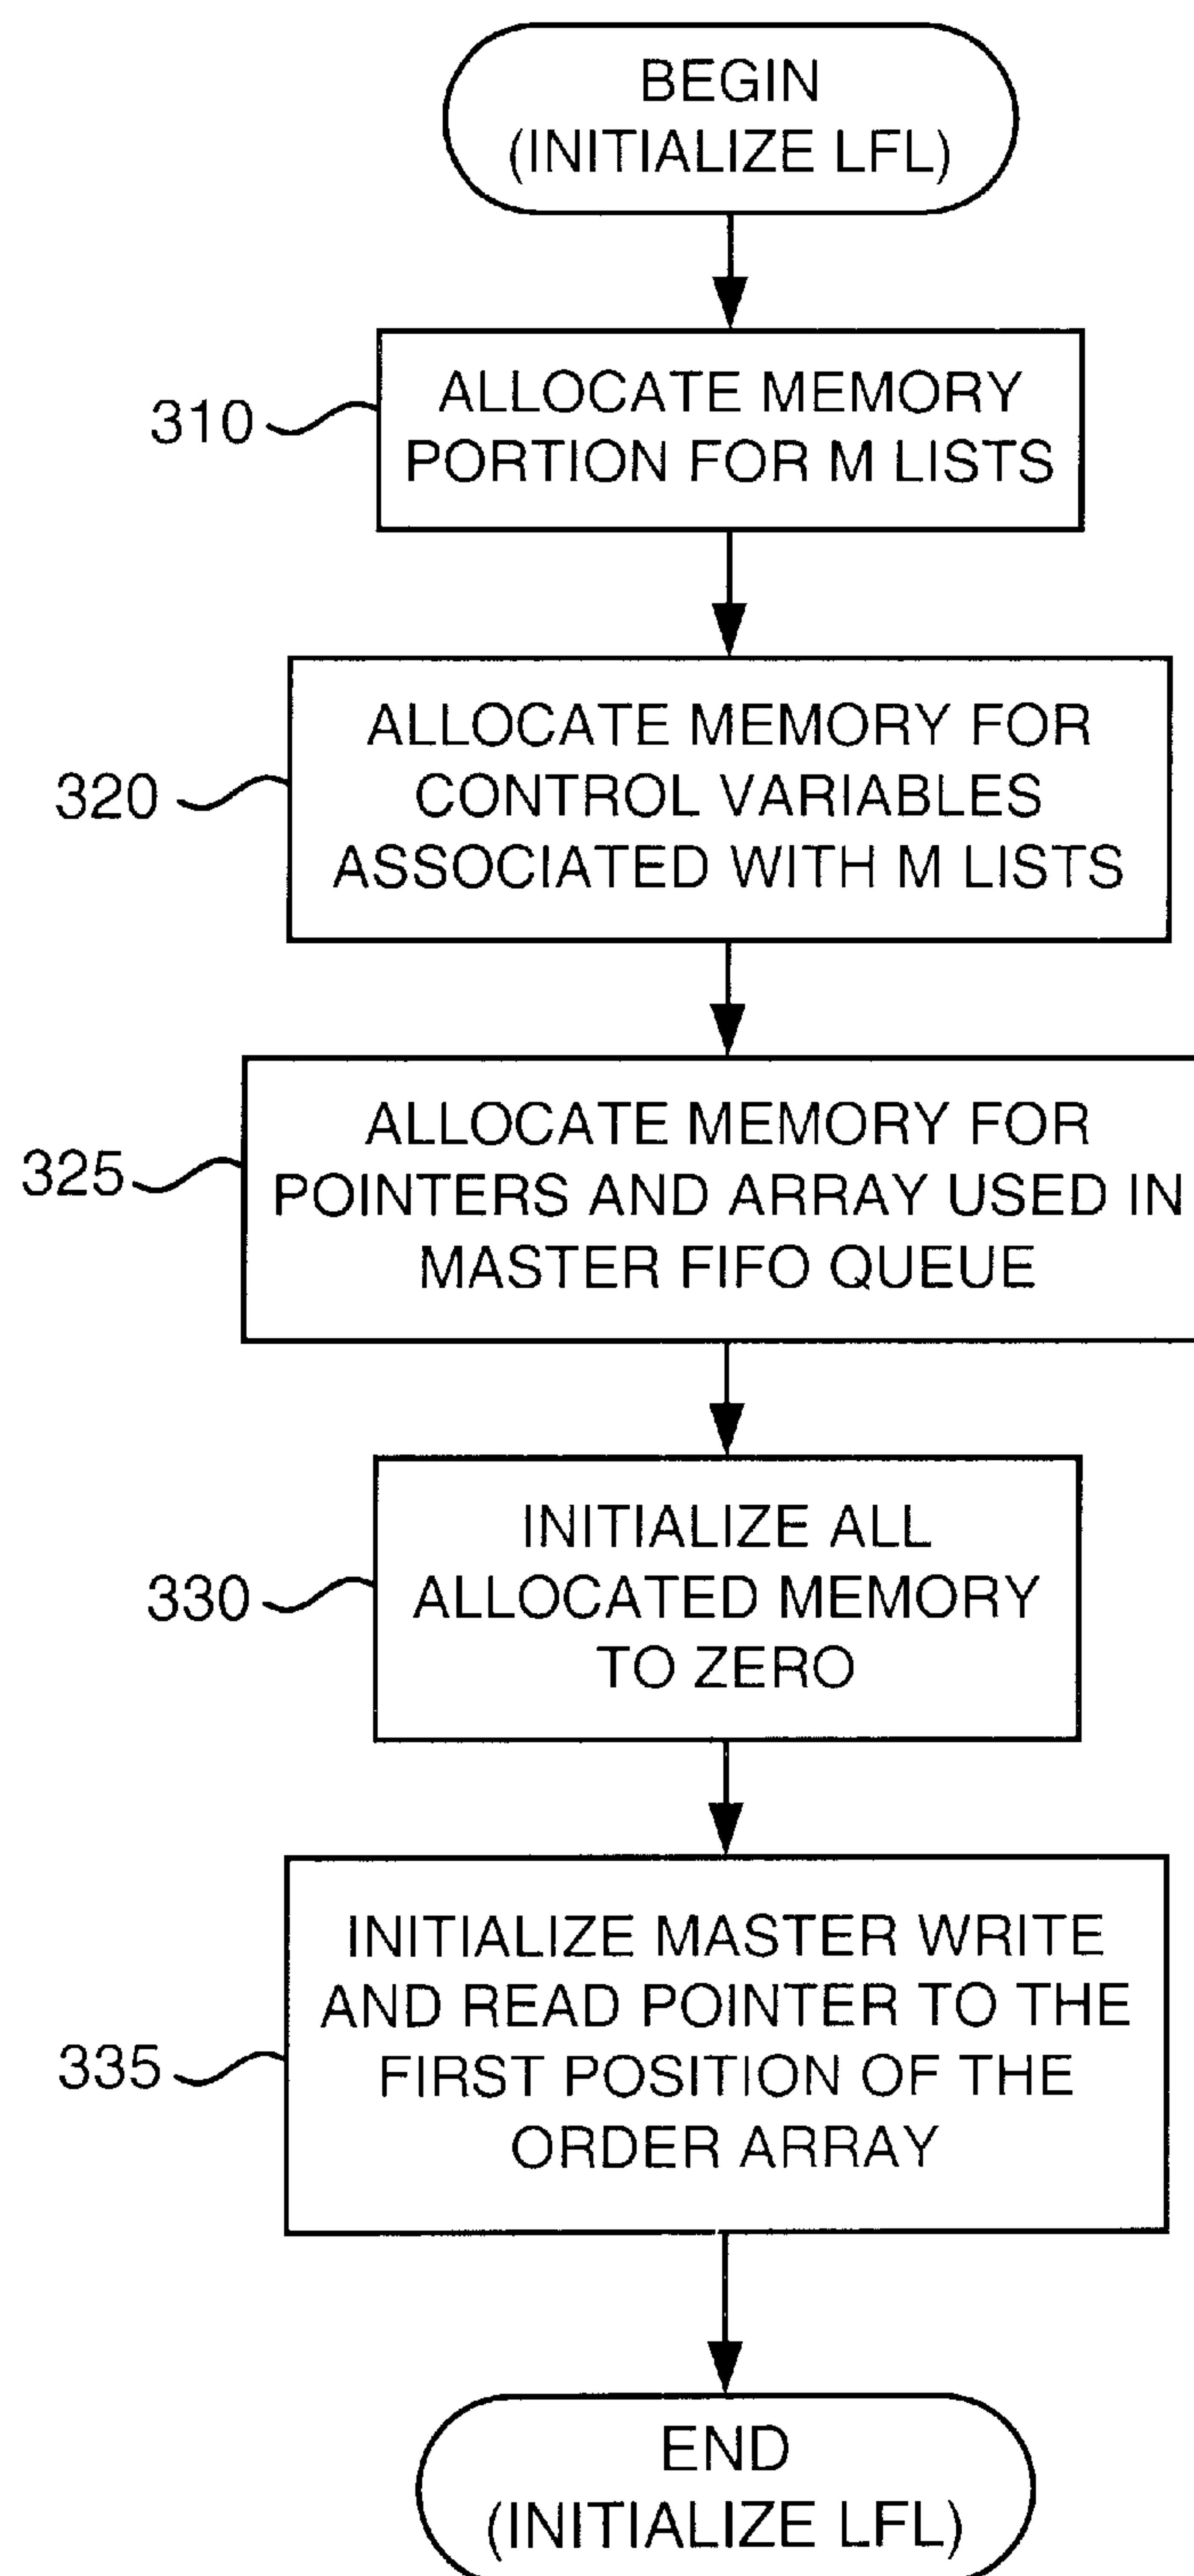 BEGIN
(INITIALIZE LFL)
310
ALLOCATE MEMORY
PORTION FOR M LISTS
320
ALLOCATE MEMORY FOR
CONTROL VARIABLES
ASSOCIATED WITH M LISTS
325
ALLOCATE MEMORY FOR
POINTERS AND ARRAY USED IN
MASTER FIFO QUEUE
330
INITIALIZE ALL
ALLOCATED MEMORY
TO ZERO
335
INITIALIZE MASTER WRITE
AND READ POINTER TO THE
FIRST POSITION OF THE
ORDER ARRAY
END
(INITIALIZE LFL)